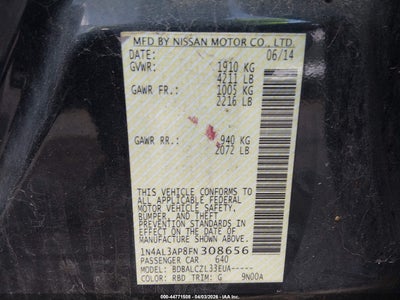 MFD BY NISSAN MOTOR CO., LTD.
DATE: 06/14
GVWR: 1910 KG
4211 LB
GAWR FR.: 1005 KG
2216 LB
GAWR RR.: 940 KG
2072 LB
THIS VEHICLE CONFORMS TO
ALL APPLICABLE FEDERAL
MOTOR VEHICLE SAFETY,
BUMPER, AND THEFT
PREVENTION STANDARDS IN
EFFECT ON THE DATE OF
MANUFACTURE SHOWN ABOVE.
1N4AL3AP8FN308656
PASSENGER CAR 640
MODEL: BDBALCZL33EUA-----
COLOR: RBD TRIM: G 9N00A
000-44771508 - 04/03/2026 -